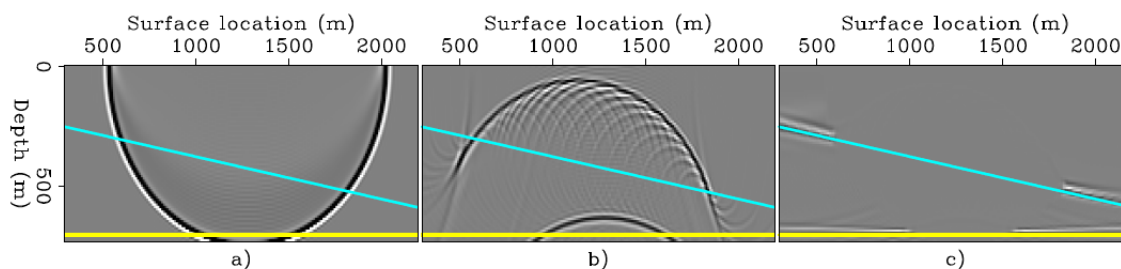 Surface location (m) Surface location (m) Surface location (m)
500 1000 1500 2000 500 1000 1500 2000 500 1000 1500 2000
0
Depth (m)
500
a) b) c)